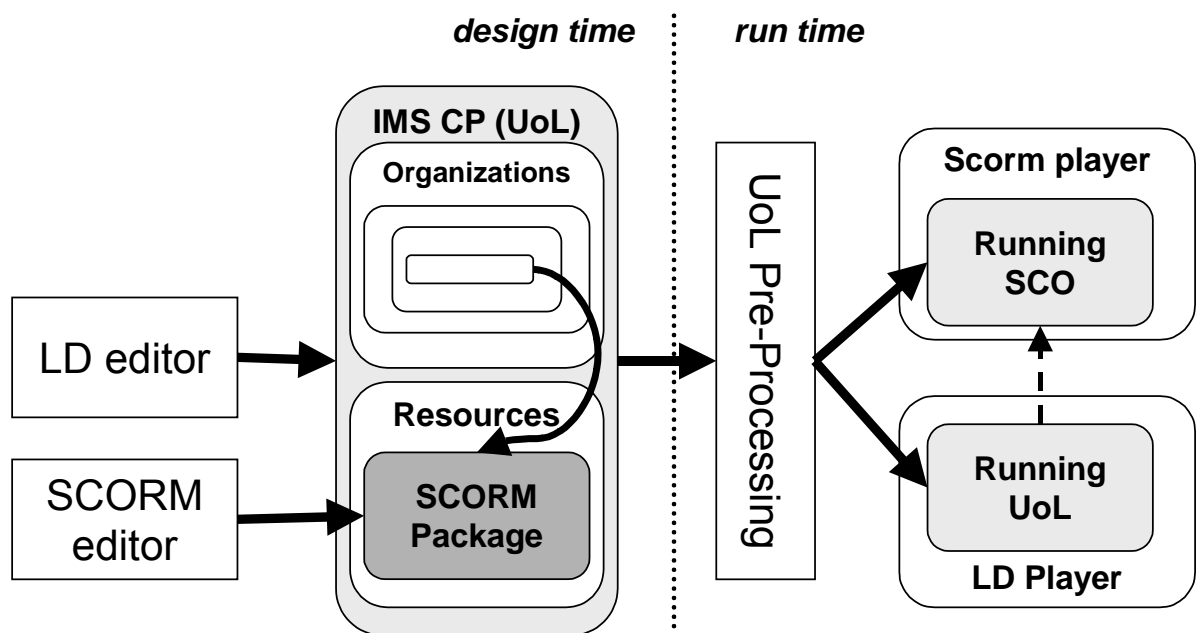 design time
run time
IMS CP (UoL)
Organizations
LD editor
SCORM
editor
Resources
SCORM
Package
UoL Pre-Processing
Scorm player
Running
SCO
Running
UoL
LD Player